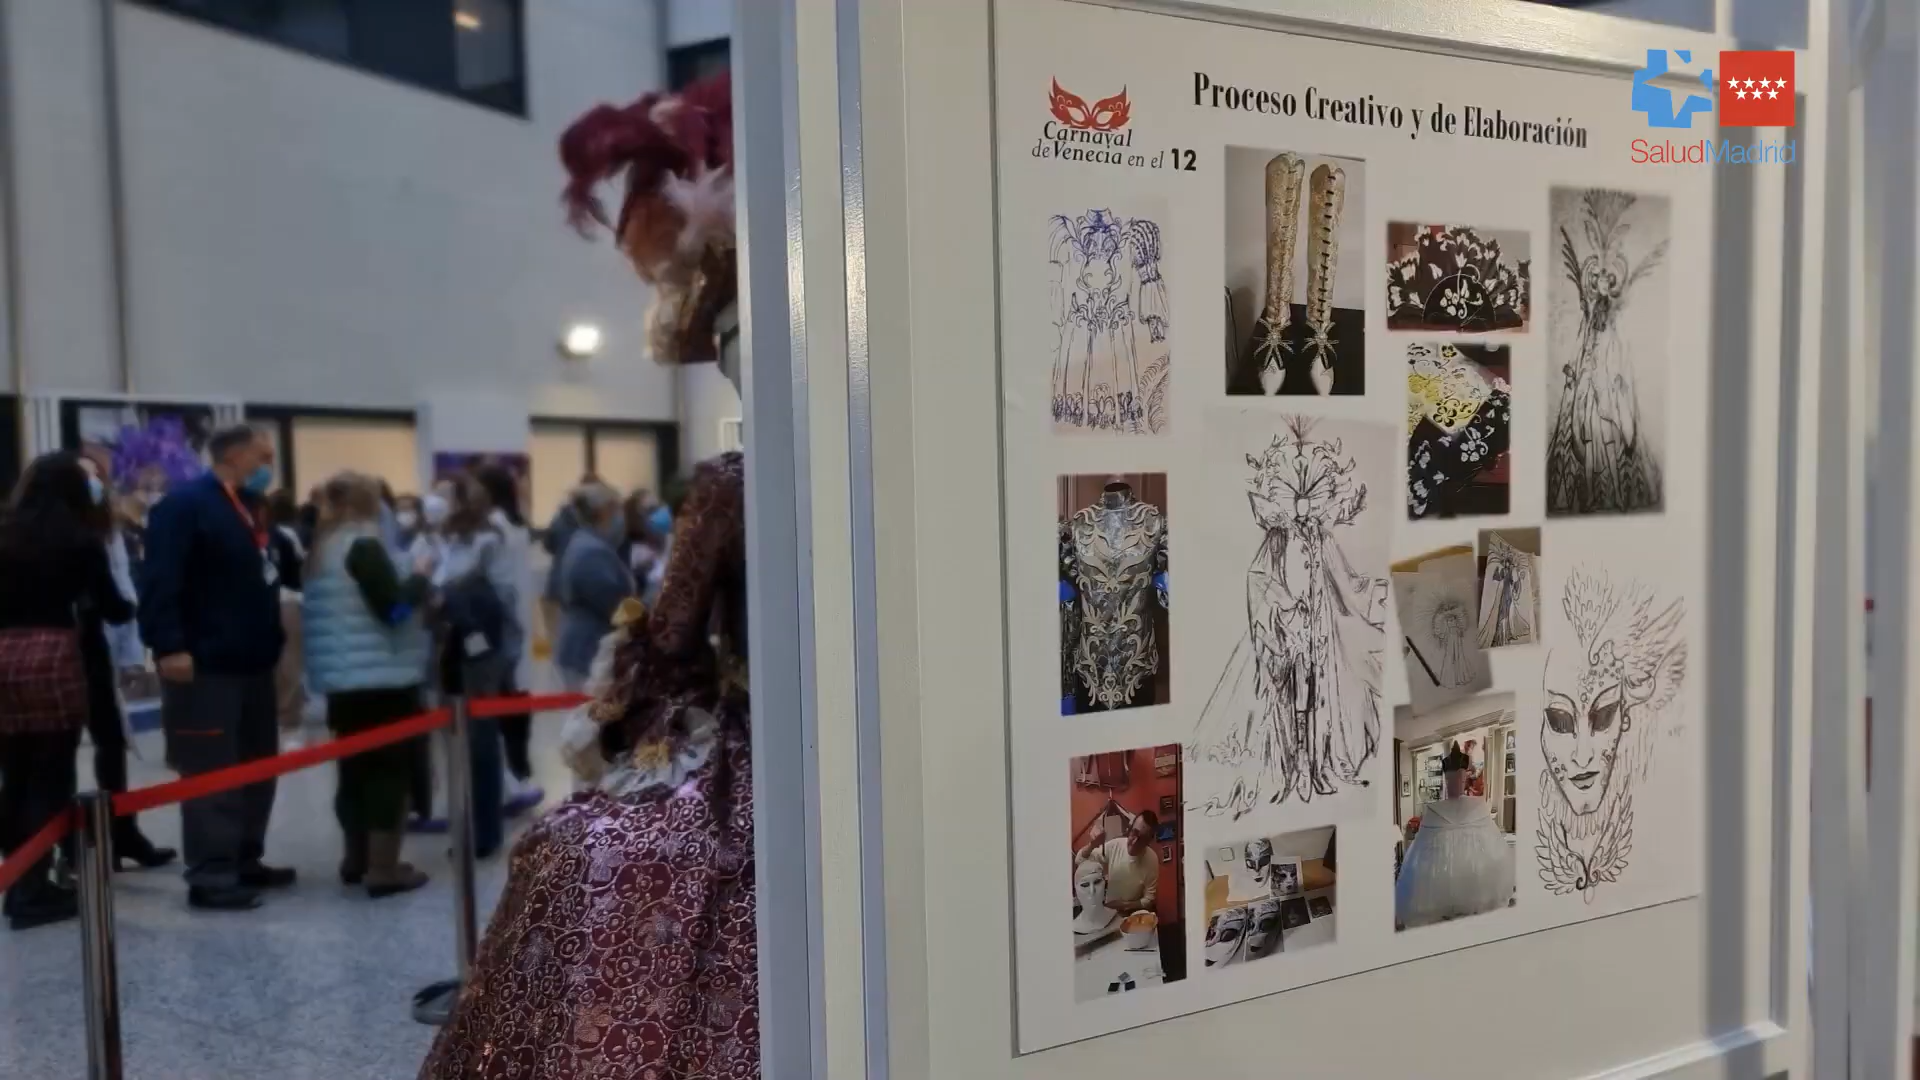 Proceso Creativo y de Elaboración
Carnaval
de Venecia en el 12
SaludMadrid